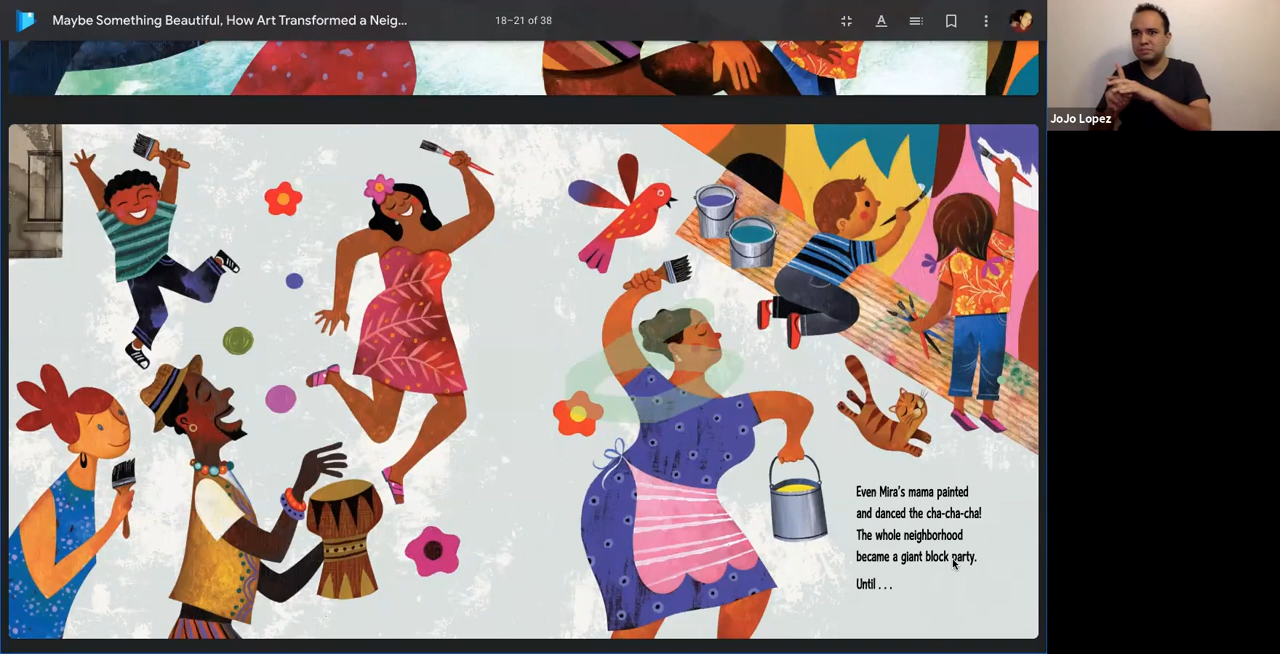 Maybe Something Beautiful, How Art Transformed a Neig...
18–21 of 38
A
JoJo Lopez
Even Mira's mama painted
and danced the cha-cha-cha!
The whole neighborhood
became a giant block party.
Until . . .